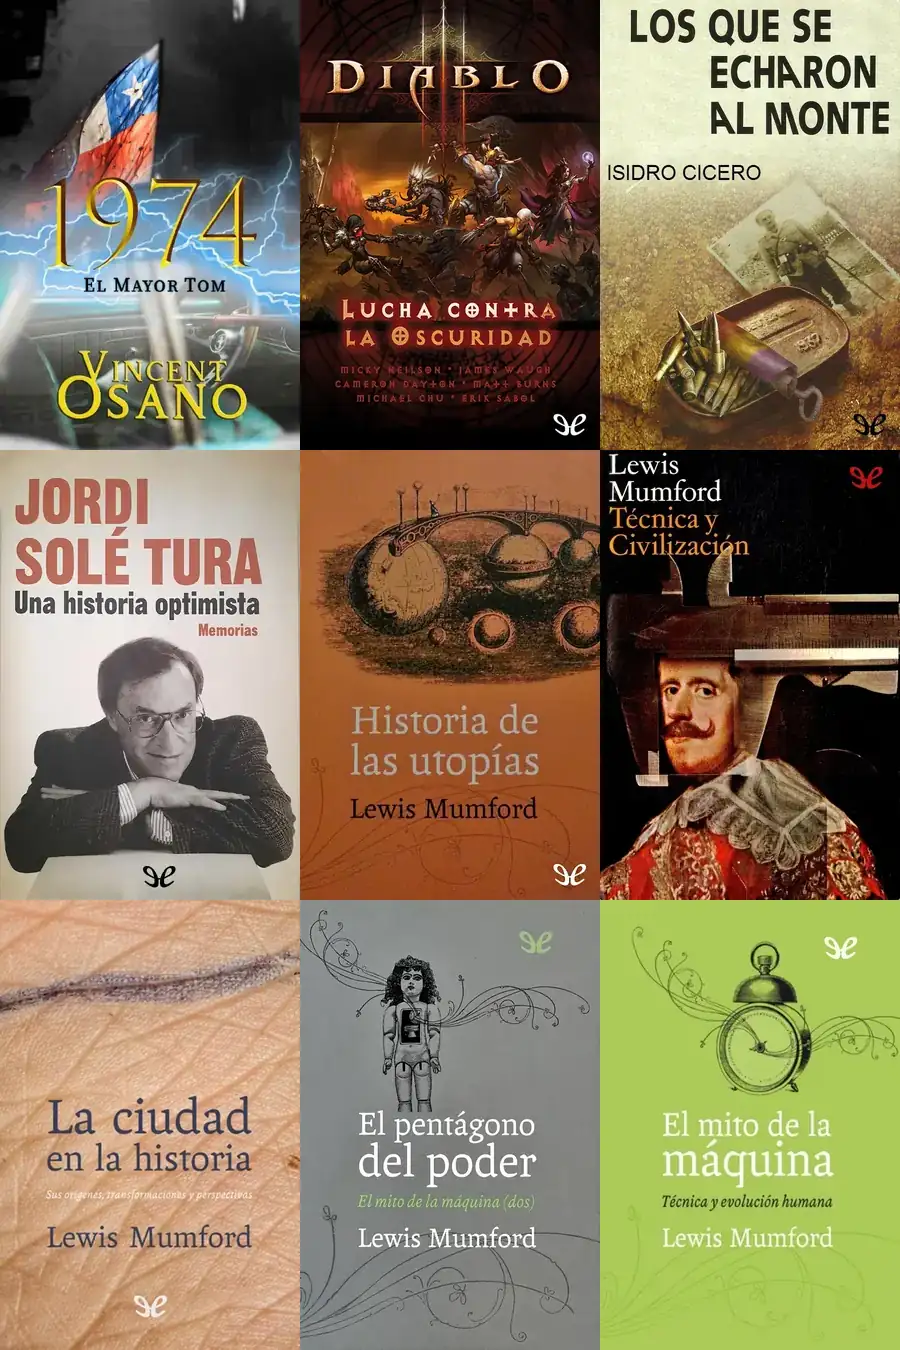 1974
EL MAYOR TOM
VINCENT
OSANO
DIABLO
LUCHA CONTRA
LA OSCURIDAD
MICKY NEILSON • JAMES WAUGH
CAMERON DAYTON • MATT BURNS
MICHAEL CHU • ERIK SABOL
LOS QUE SE
ECHARON
AL MONTE
ISIDRO CICERO
JORDI
SOLÉ TURA
Una historia optimista
Memorias
Historia de
las utopías
Lewis Mumford
Lewis
Mumford
Técnica y
Civilización
La ciudad
en la historia
Sus orígenes, transformaciones y perspectivas
Lewis Mumford
El pentágono
del poder
El mito de la máquina (dos)
Lewis Mumford
El mito de la
máquina
Técnica y evolución humana
Lewis Mumford